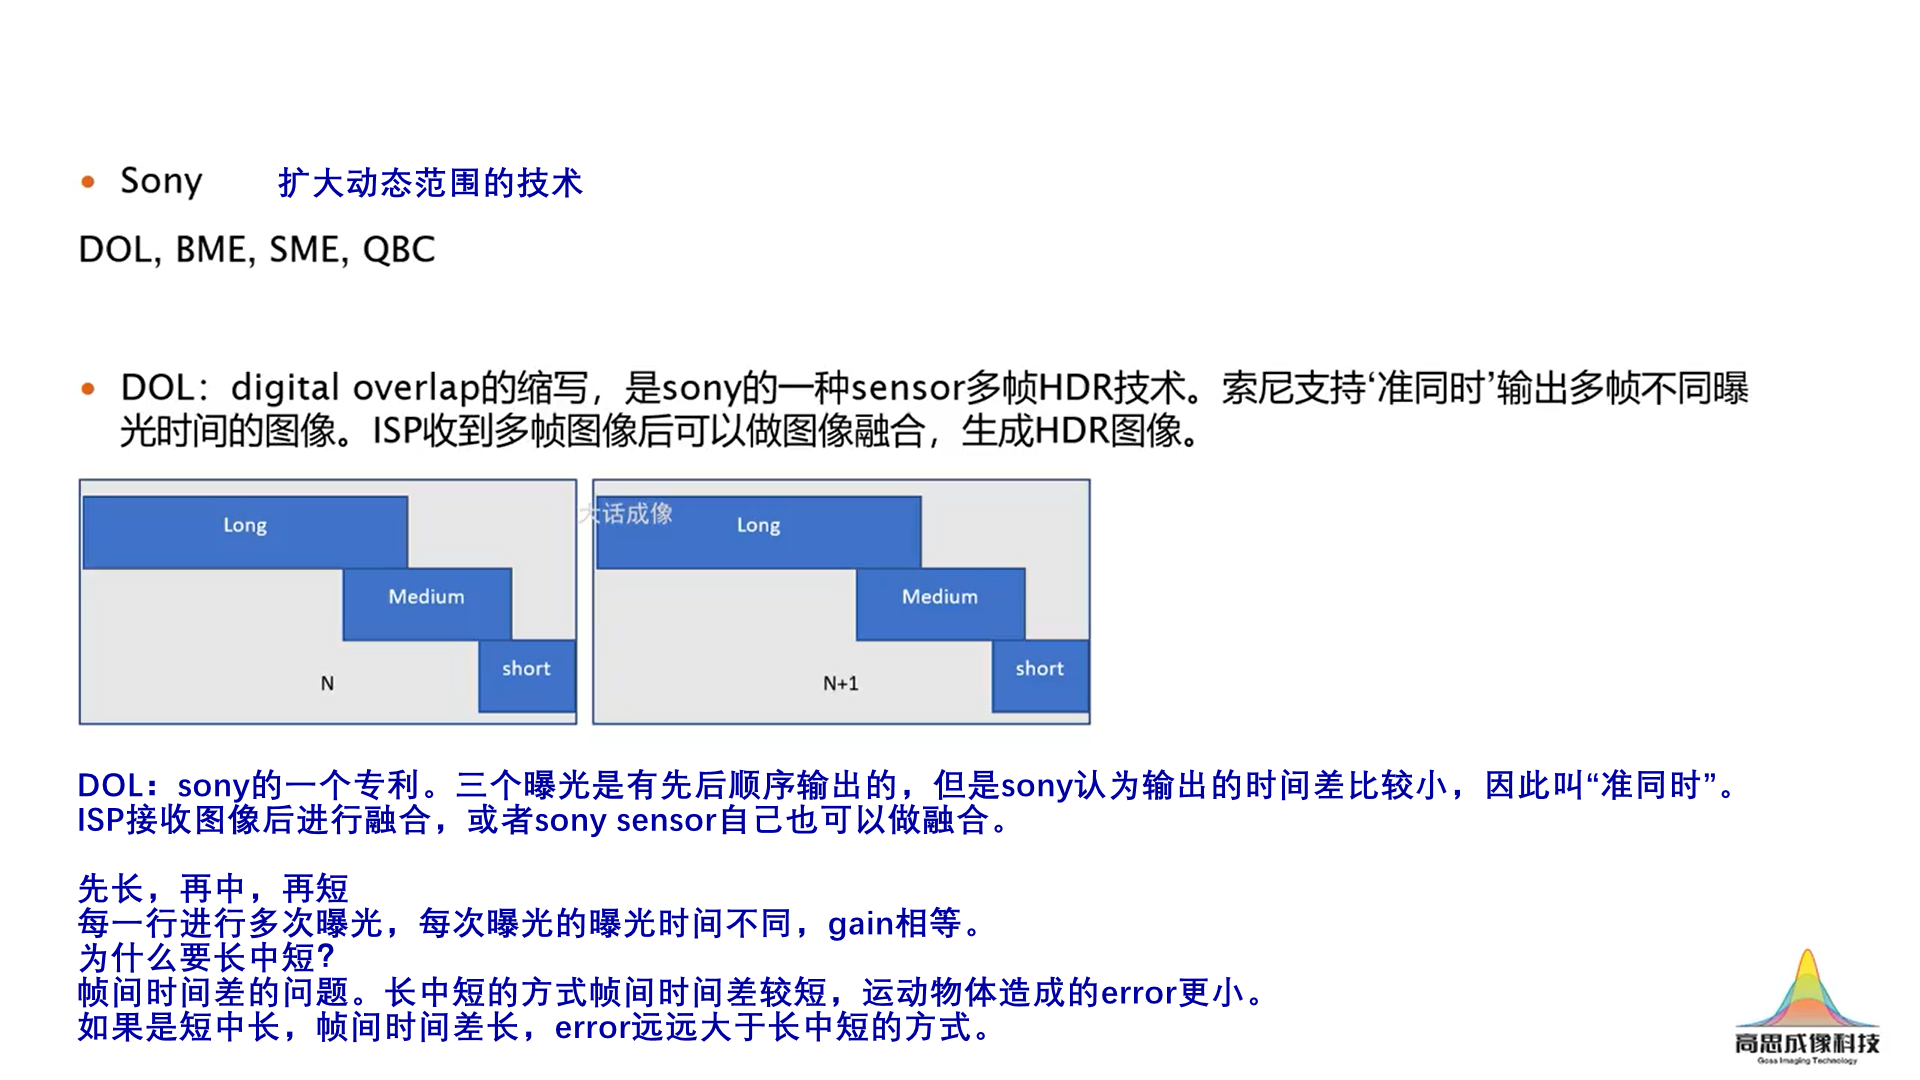 • Sony 扩大动态范围的技术
DOL, BME, SME, QBC
• DOL：digital overlap的缩写，是sony的一种sensor多帧HDR技术。索尼支持‘准同时’输出多帧不同曝
光时间的图像。ISP收到多帧图像后可以做图像融合，生成HDR图像。
Long
Medium
short
N
大话成像
Long
Medium
short
N+1
DOL：sony的一个专利。三个曝光是有先后顺序输出的，但是sony认为输出的时间差比较小，因此叫“准同时”。
ISP接收图像后进行融合，或者sony sensor自己也可以做融合。
先长，再中，再短
每一行进行多次曝光，每次曝光的曝光时间不同，gain相等。
为什么要长中短？
帧间时间差的问题。长中短的方式帧间时间差较短，运动物体造成的error更小。
如果是短中长，帧间时间差长，error远远大于长中短的方式。
高思成像科技
Goss Imaging Technology